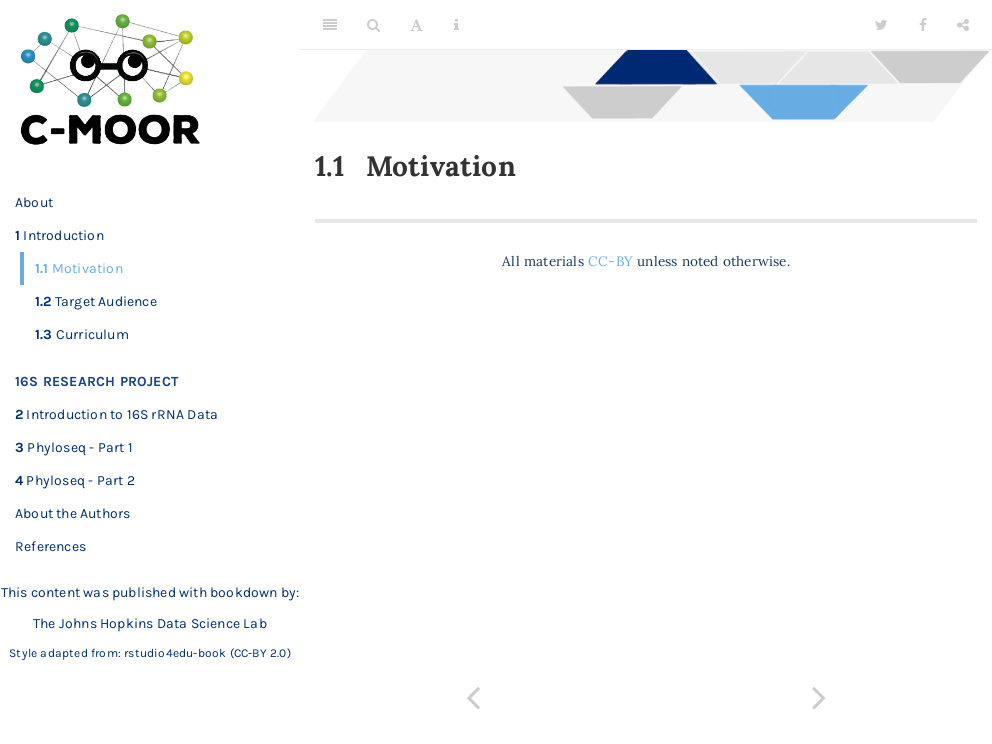 C-MOOR
About
1 Introduction
1.1 Motivation
1.2 Target Audience
1.3 Curriculum
16S RESEARCH PROJECT
2 Introduction to 16S rRNA Data
3 Phyloseq - Part 1
4 Phyloseq - Part 2
About the Authors
References
This content was published with bookdown by:
The Johns Hopkins Data Science Lab
Style adapted from: rstudio4edu-book (CC-BY 2.0)
1.1 Motivation
All materials CC-BY unless noted otherwise.